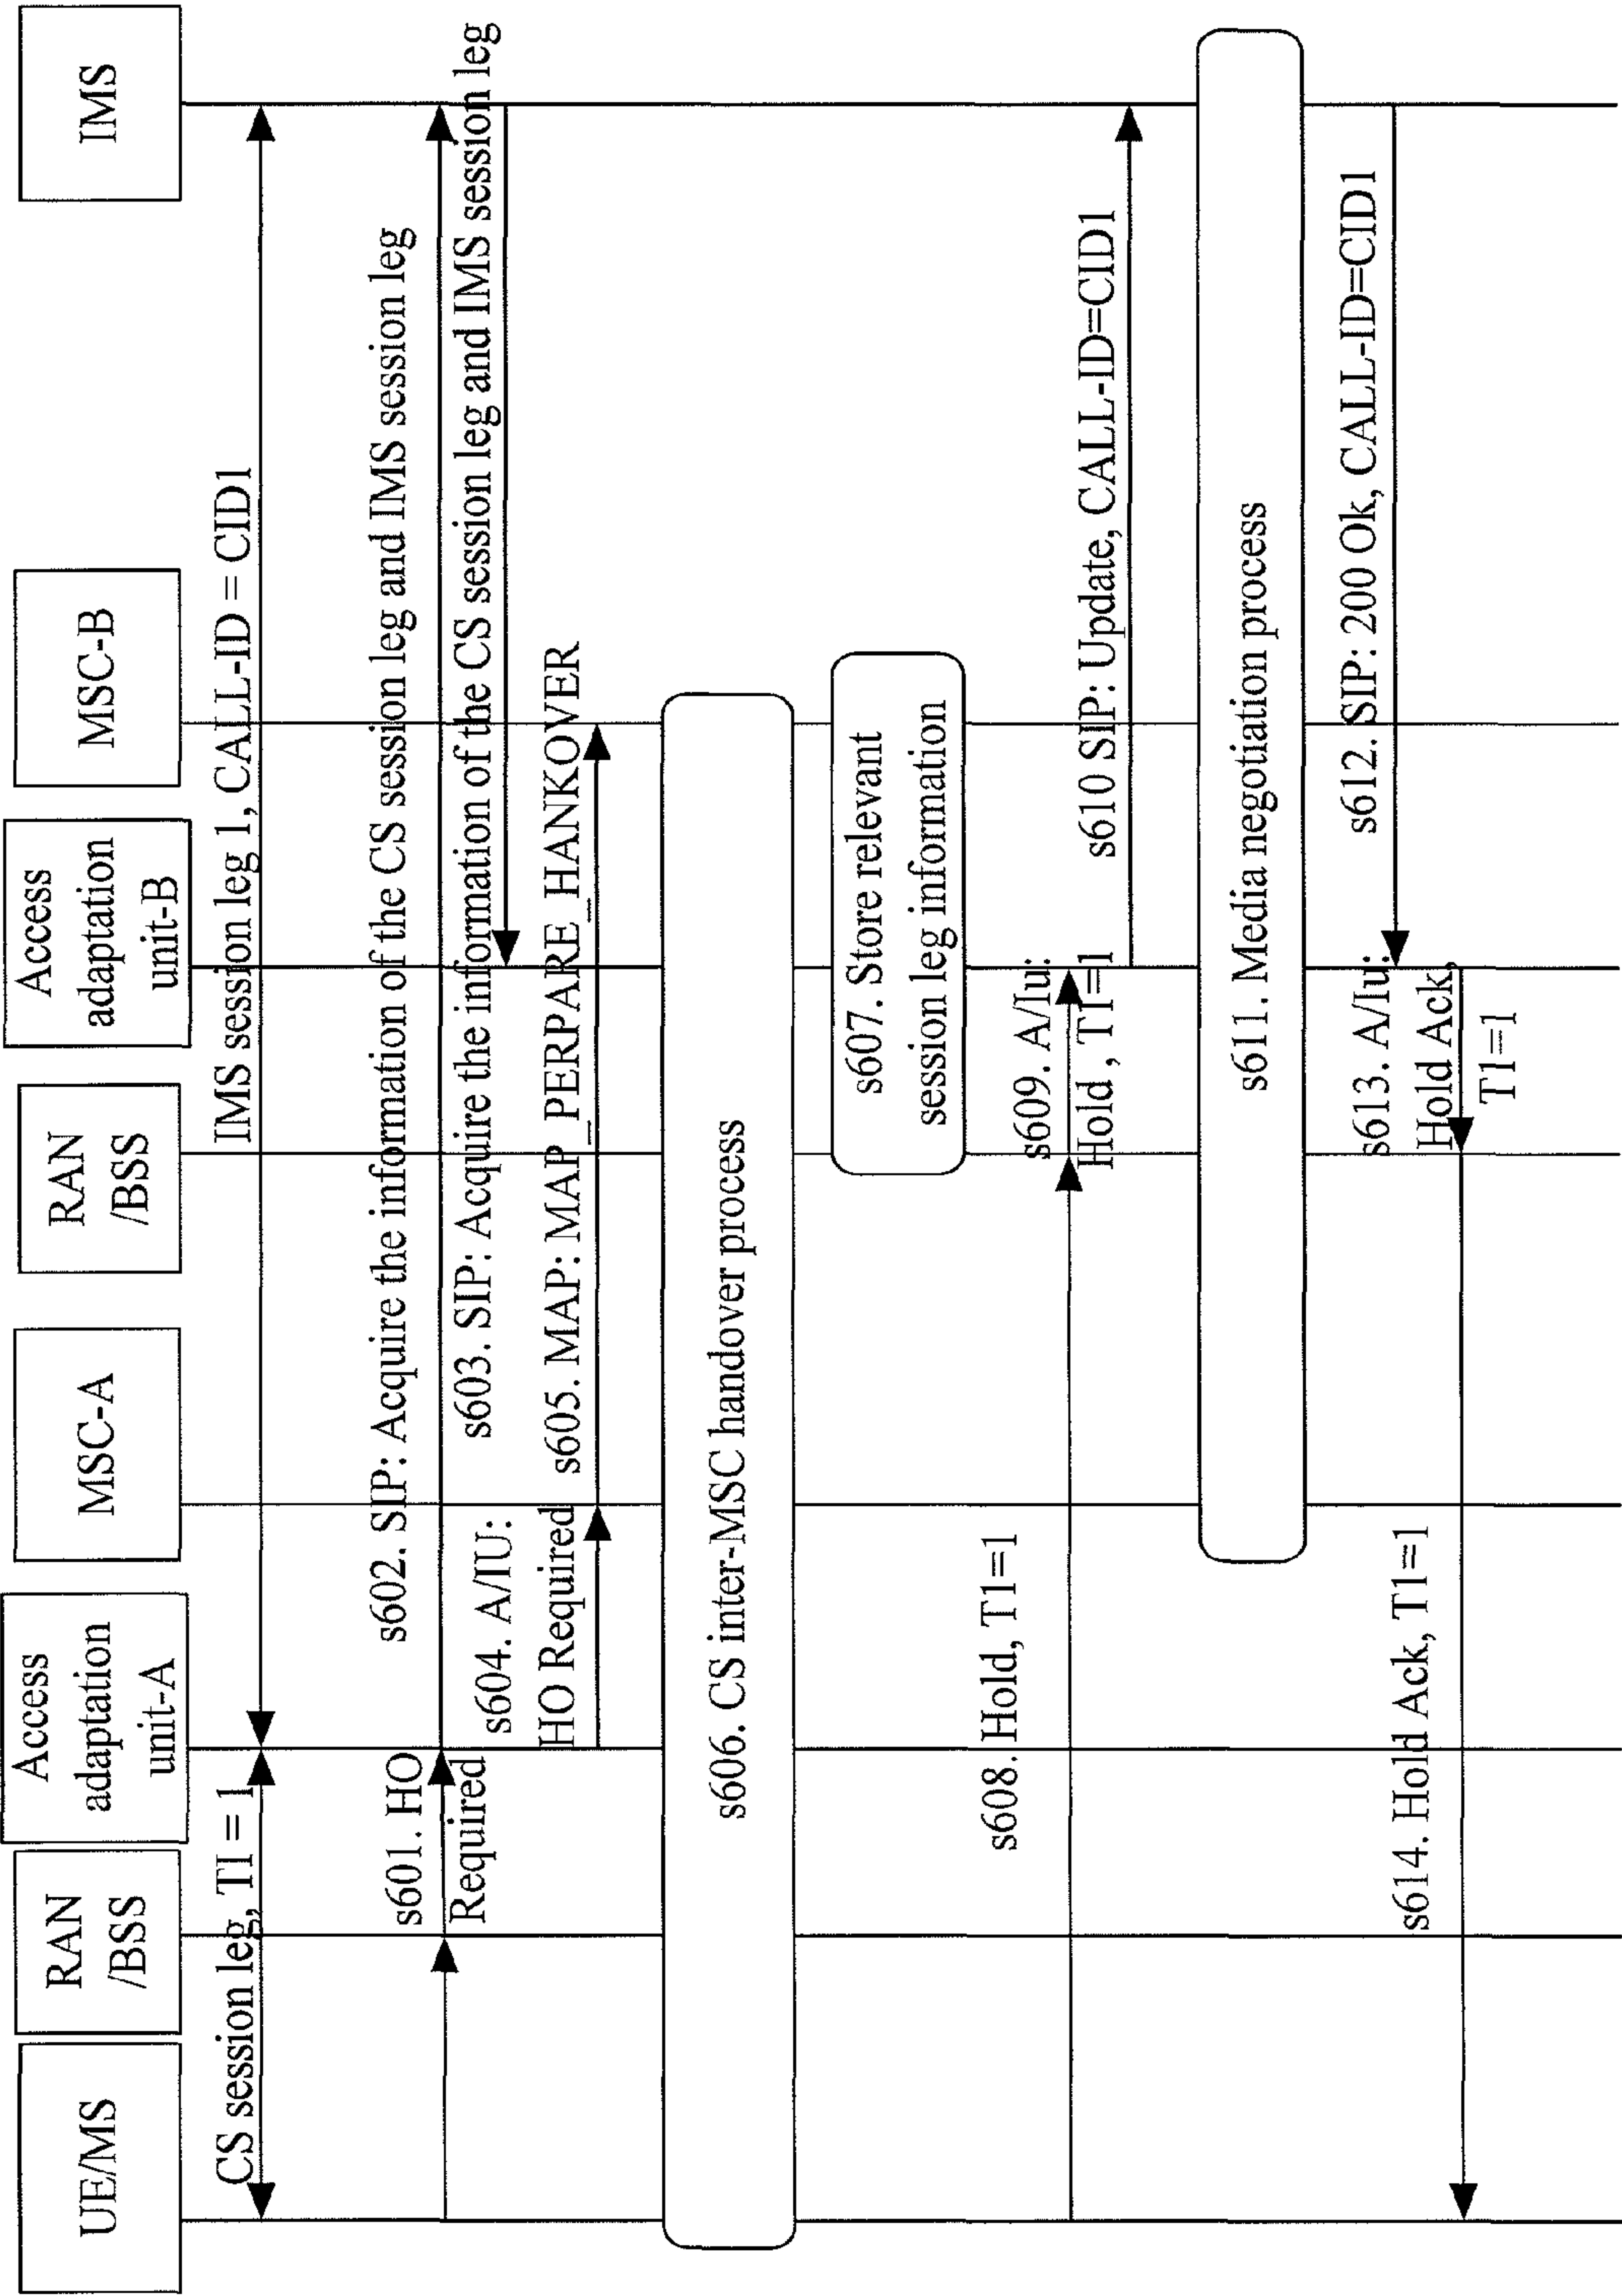 UE/MS
RAN
/BSS
Access
adaptation
unit-A
MSC-A
RAN
/BSS
Access
adaptation
unit-B
MSC-B
IMS
CS session leg, TI = 1
IMS session leg 1, CALL-ID = CID1
s601. HO
Required
s602. SIP: Acquire the information of the CS session leg and IMS session leg
s603. SIP: Acquire the information of the CS session leg and IMS session leg
s604. A/IU:
HO Required
s605. MAP: MAP_PERPARE_HANKOVER
s606. CS inter-MSC handover process
s607. Store relevant
session leg information
s608. Hold, T1=1
s609. A/Iu:
Hold , T1=1
s610 SIP: Update, CALL-ID=CID1
s611. Media negotiation process
s612. SIP: 200 Ok, CALL-ID=CID1
s613. A/Iu:
Hold Ack,
T1=1
s614. Hold Ack, T1=1